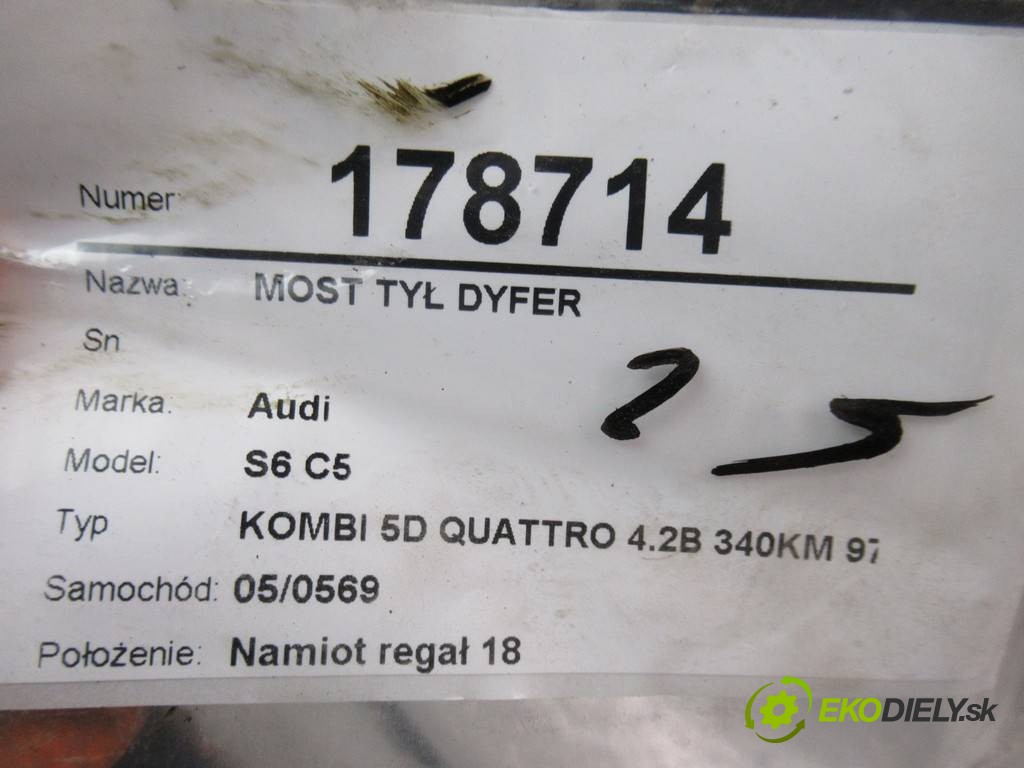 Numer: 178714
Nazwa: MOST TYŁ DYFER
Sn
Marka: Audi
Model: S6 C5
Typ KOMBI 5D QUATTRO 4.2B 340KM 97
Samochód: 05/0569
Położenie: Namiot regał 18
EKODIELY.sk